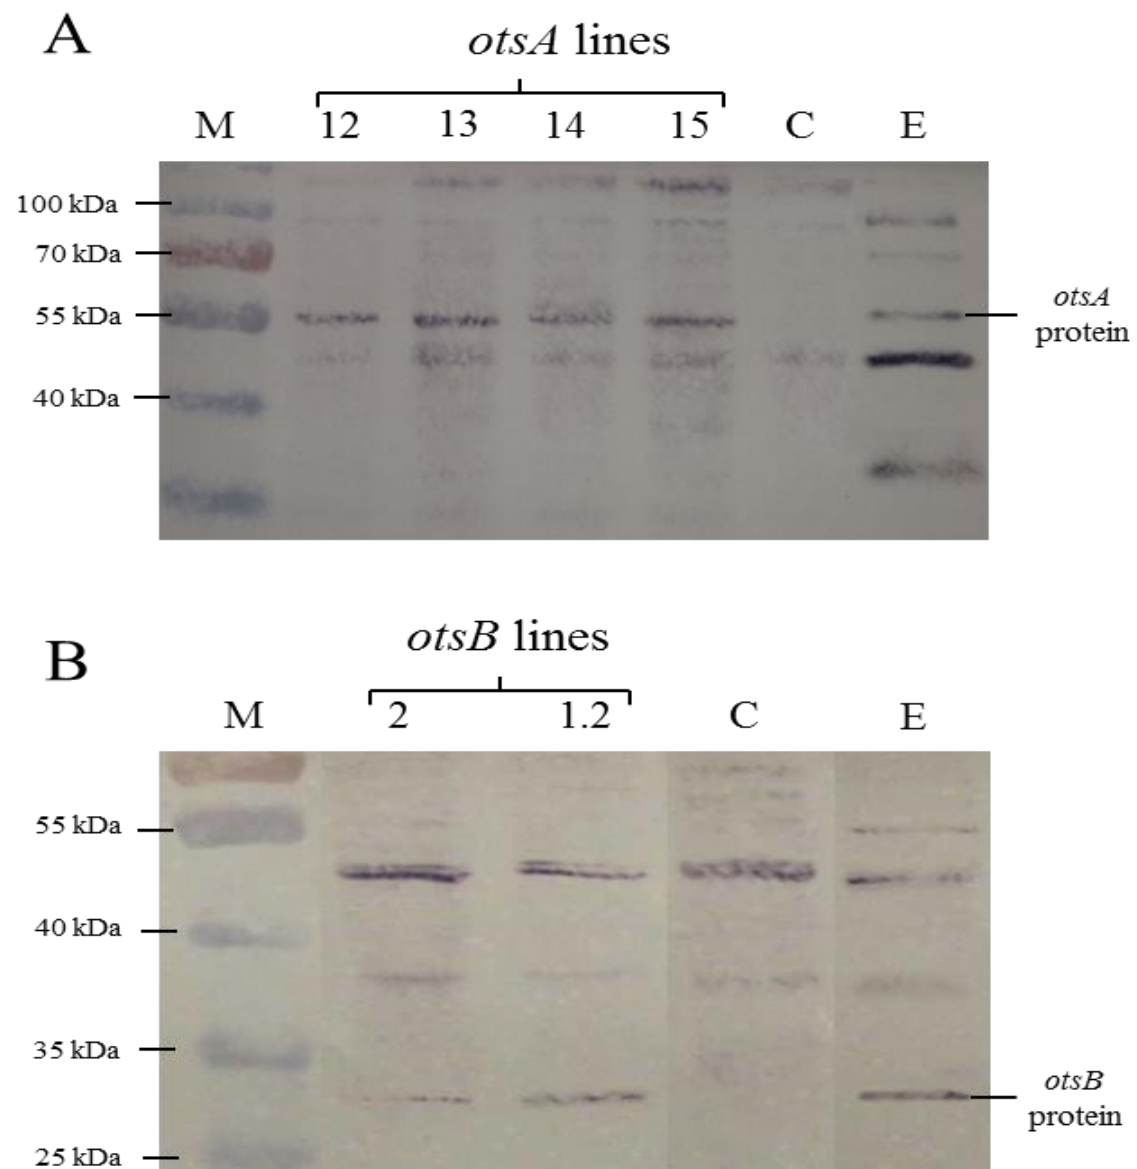 A
otsA lines
M 12 13 14 15 C E
100 kDa
70 kDa
55 kDa
40 kDa
otsA
protein
B
otsB lines
M 2 1.2 C E
55 kDa
40 kDa
35 kDa
25 kDa
otsB
protein